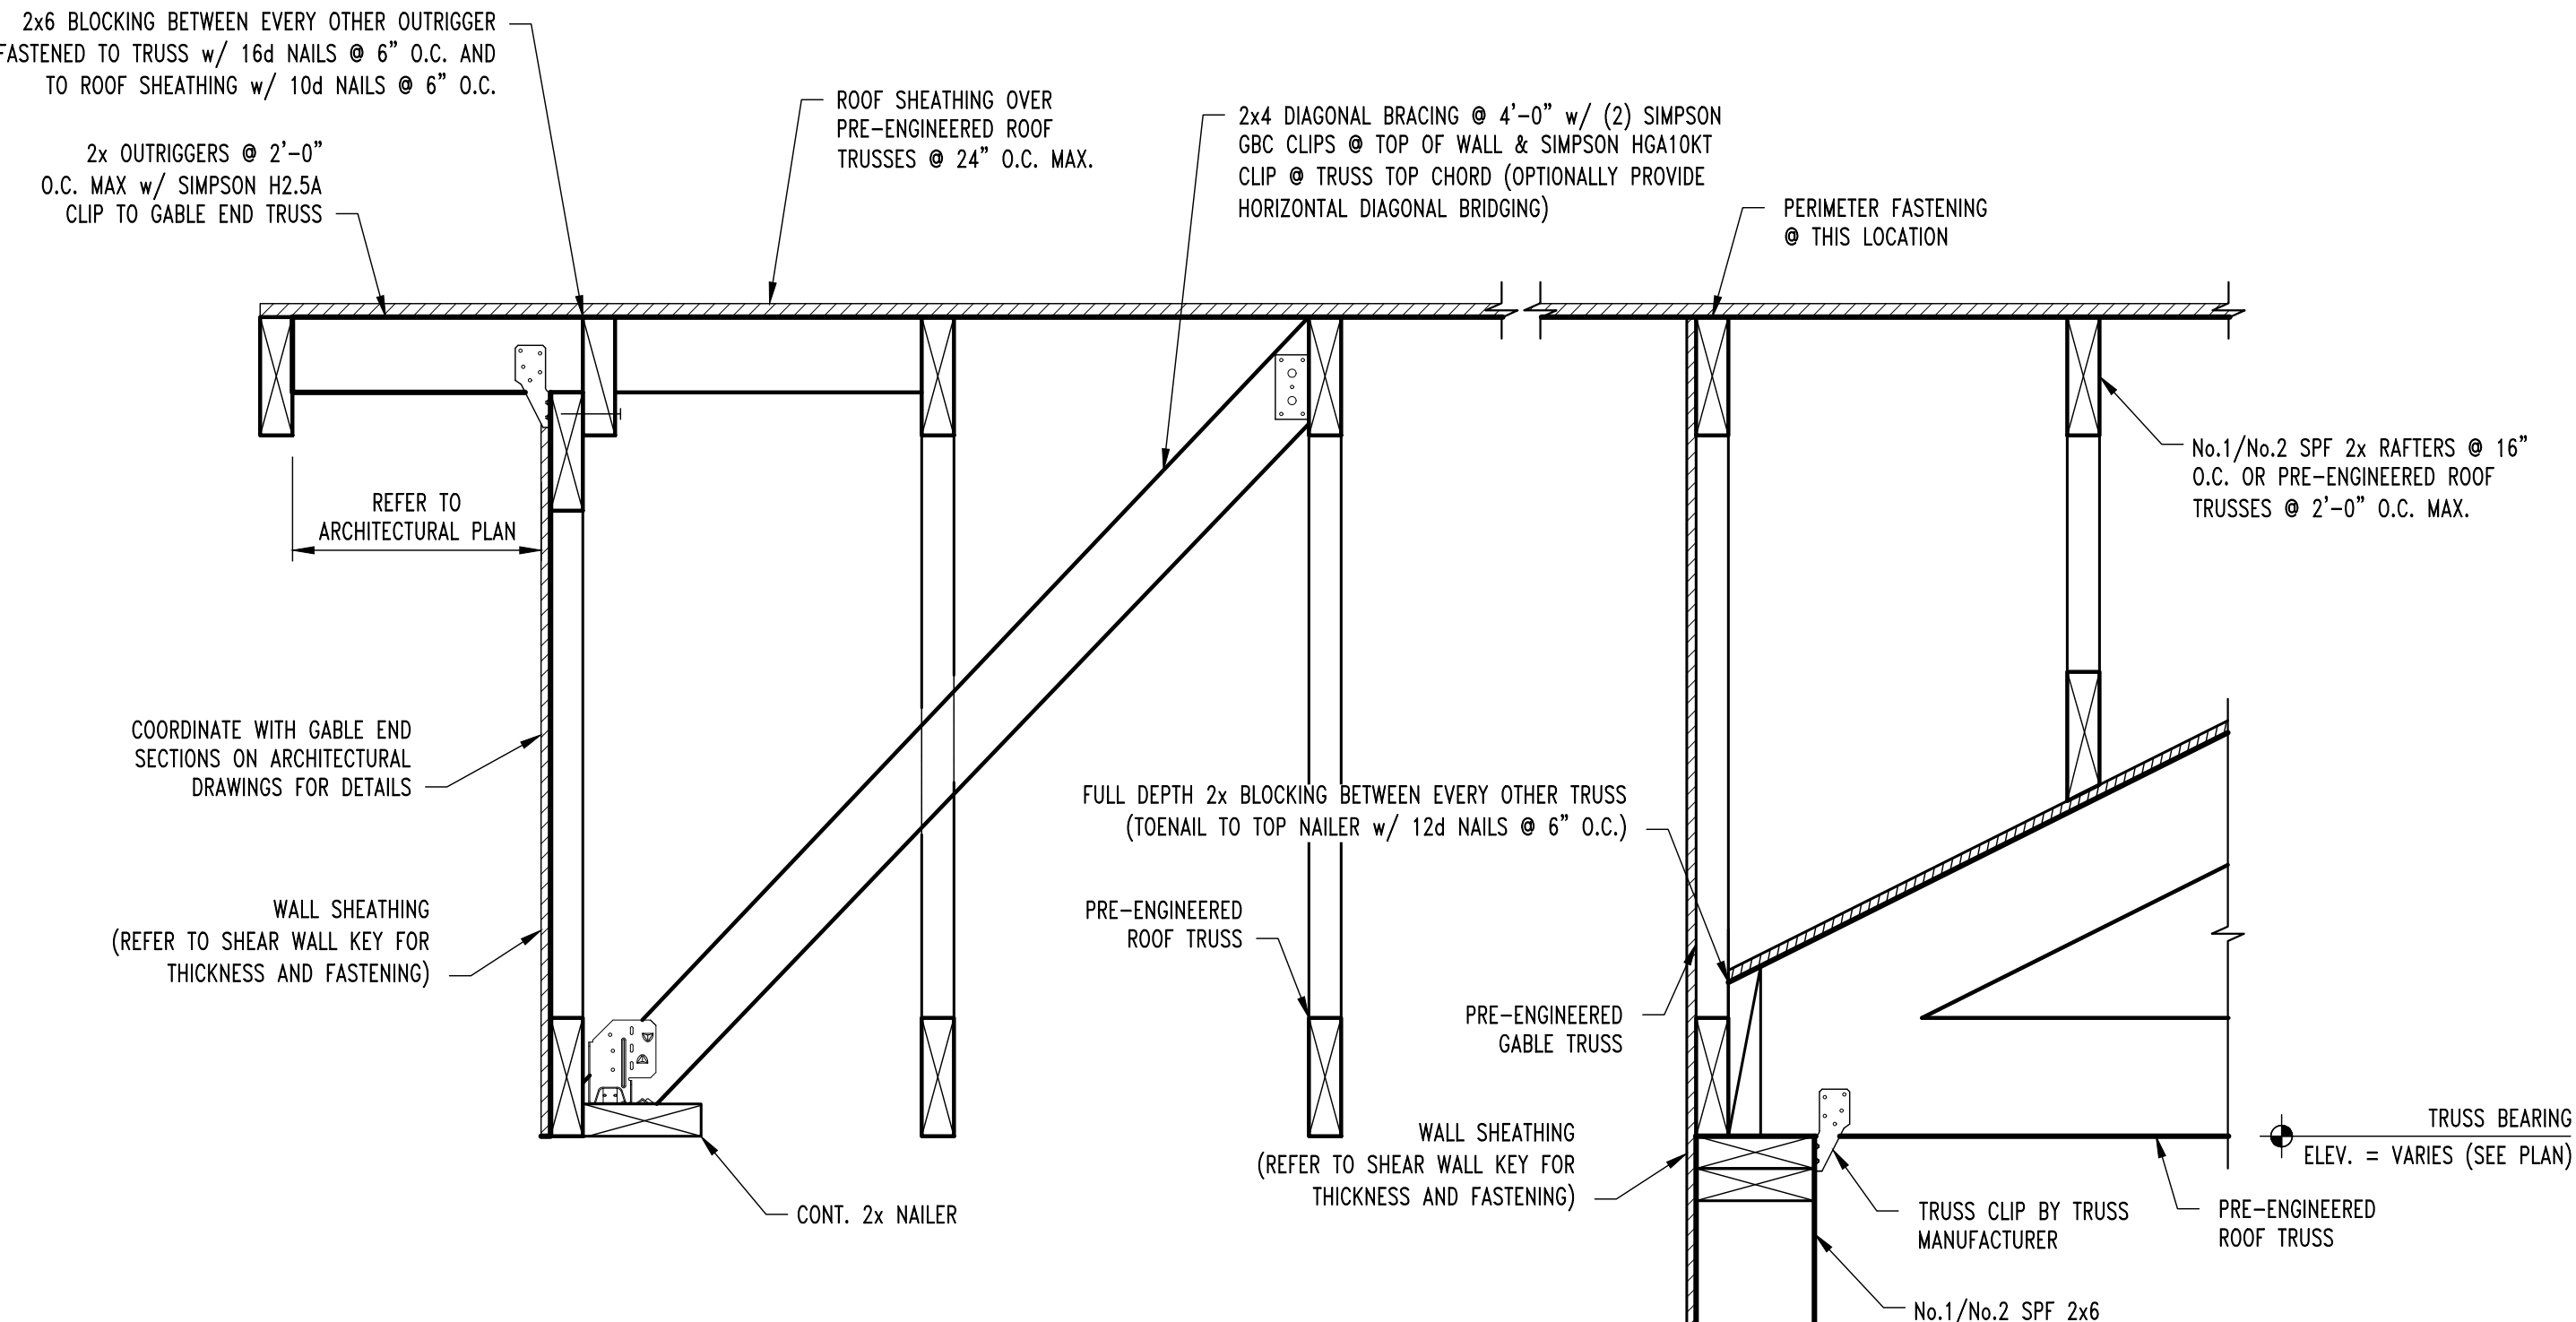 2x6 BLOCKING BETWEEN EVERY OTHER OUTRIGGER
FASTENED TO TRUSS w/ 16d NAILS @ 6" O.C. AND
TO ROOF SHEATHING w/ 10d NAILS @ 6" O.C.
2x OUTRIGGERS @ 2'-0"
O.C. MAX w/ SIMPSON H2.5A
CLIP TO GABLE END TRUSS
ROOF SHEATHING OVER
PRE-ENGINEERED ROOF
TRUSSES @ 24" O.C. MAX.
2x4 DIAGONAL BRACING @ 4'-0" w/ (2) SIMPSON
GBC CLIPS @ TOP OF WALL & SIMPSON HGA10KT
CLIP @ TRUSS TOP CHORD (OPTIONALLY PROVIDE
HORIZONTAL DIAGONAL BRIDGING)
PERIMETER FASTENING
@ THIS LOCATION
No.1/No.2 SPF 2x RAFTERS @ 16"
O.C. OR PRE-ENGINEERED ROOF
TRUSSES @ 2'-0" O.C. MAX.
REFER TO
ARCHITECTURAL PLAN
COORDINATE WITH GABLE END
SECTIONS ON ARCHITECTURAL
DRAWINGS FOR DETAILS
WALL SHEATHING
(REFER TO SHEAR WALL KEY FOR
THICKNESS AND FASTENING)
FULL DEPTH 2x BLOCKING BETWEEN EVERY OTHER TRUSS
(TOENAIL TO TOP NAILER w/ 12d NAILS @ 6" O.C.)
PRE-ENGINEERED
ROOF TRUSS
PRE-ENGINEERED
GABLE TRUSS
WALL SHEATHING
(REFER TO SHEAR WALL KEY FOR
THICKNESS AND FASTENING)
CONT. 2x NAILER
TRUSS BEARING
ELEV. = VARIES (SEE PLAN)
TRUSS CLIP BY TRUSS
MANUFACTURER
PRE-ENGINEERED
ROOF TRUSS
No.1/No.2 SPF 2x6